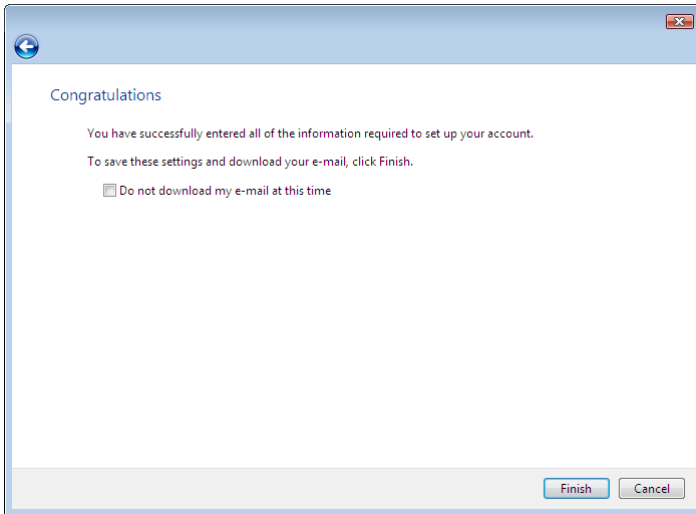 Congratulations
You have successfully entered all of the information required to set up your account.
To save these settings and download your e-mail, click Finish.
Do not download my e-mail at this time
Finish Cancel